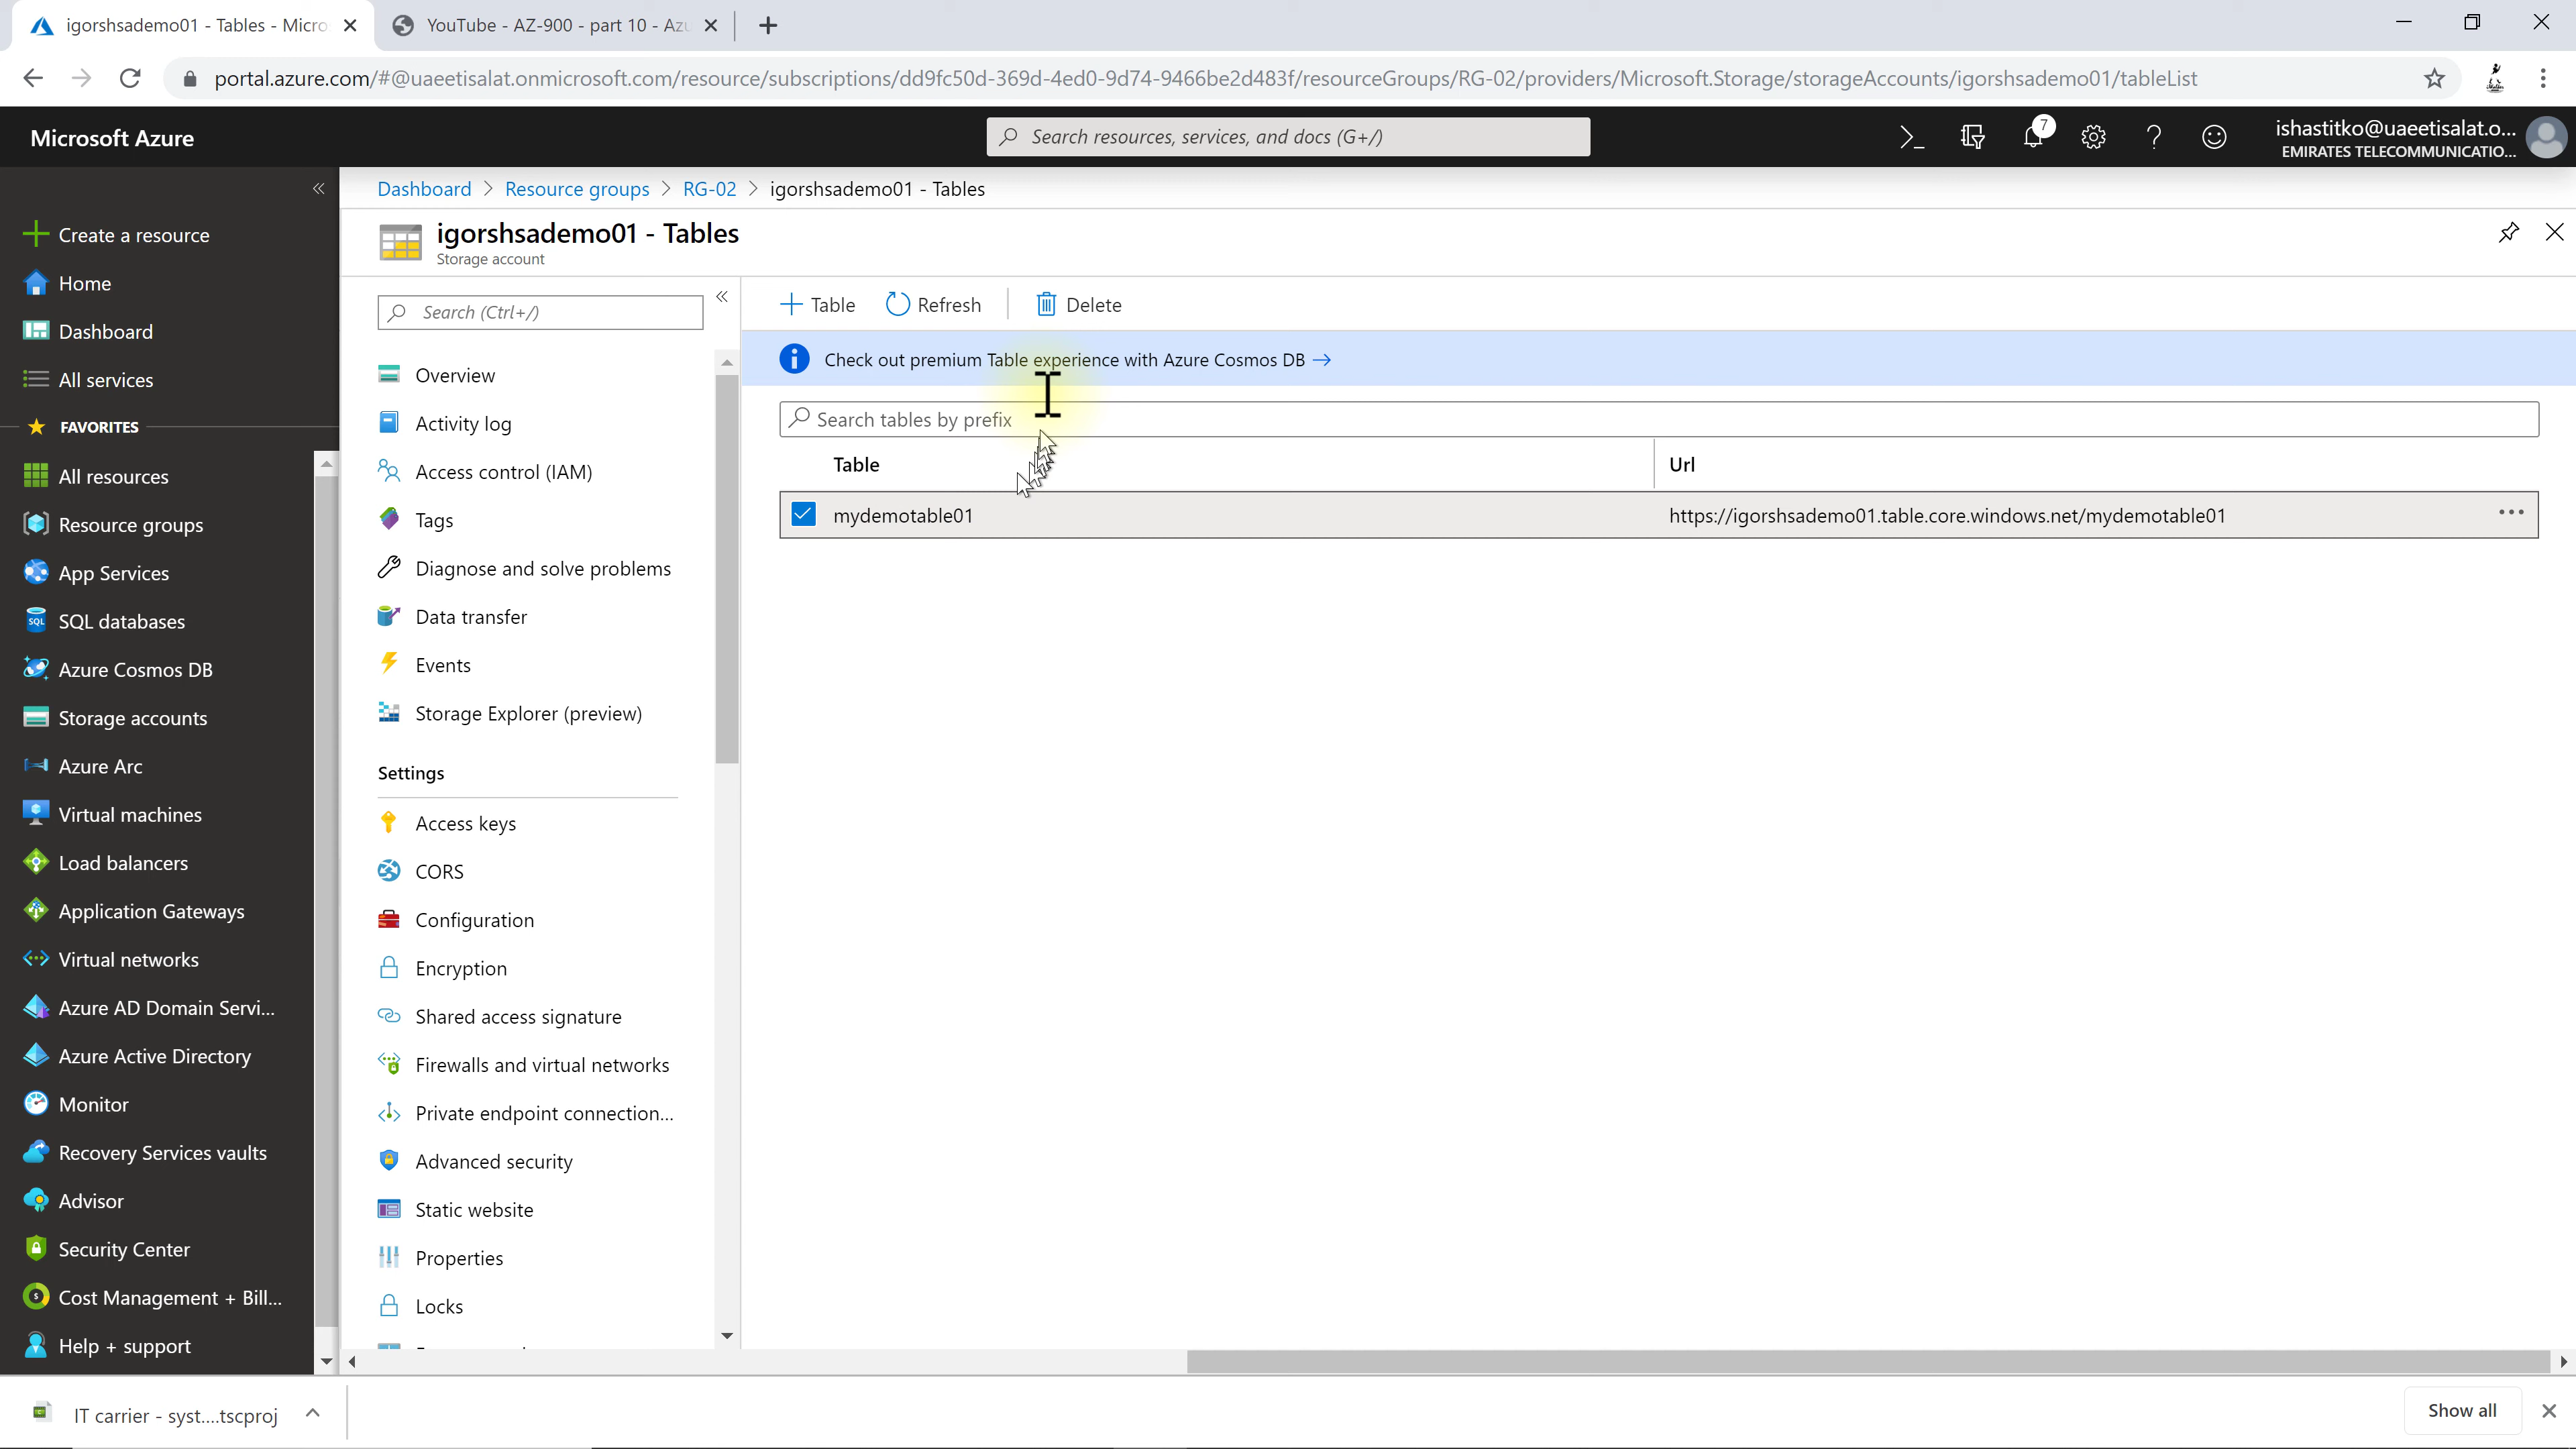 igorshsademo01 - Tables - Micro
YouTube - AZ-900 - part 10 - Azu
portal.azure.com/#@uaeetisalat.onmicrosoft.com/resource/subscriptions/dd9fc50d-369d-4ed0-9d74-9466be2d483f/resourceGroups/RG-02/providers/Microsoft.Storage/storageAccounts/igorshsademo01/tableList
Microsoft Azure
Search resources, services, and docs (G+/)
7
ishastitko@uaeetisalat.o...
EMIRATES TELECOMMUNICATIO...
Create a resource
Home
Dashboard
All services
FAVORITES
All resources
Resource groups
App Services
SQL databases
Azure Cosmos DB
Storage accounts
Azure Arc
Virtual machines
Load balancers
Application Gateways
Virtual networks
Azure AD Domain Servi...
Azure Active Directory
Monitor
Recovery Services vaults
Advisor
Security Center
Cost Management + Bill...
Help + support
Dashboard > Resource groups > RG-02 > igorshsademo01 - Tables
igorshsademo01 - Tables
Storage account
Search (Ctrl+/)
Overview
Activity log
Access control (IAM)
Tags
Diagnose and solve problems
Data transfer
Events
Storage Explorer (preview)
Settings
Access keys
CORS
Configuration
Encryption
Shared access signature
Firewalls and virtual networks
Private endpoint connection...
Advanced security
Static website
Properties
Locks
Table
Refresh
Delete
Check out premium Table experience with Azure Cosmos DB →
Search tables by prefix
Table
Url
mydemotable01
https://igorshsademo01.table.core.windows.net/mydemotable01
IT carrier - syst....tscproj
Show all